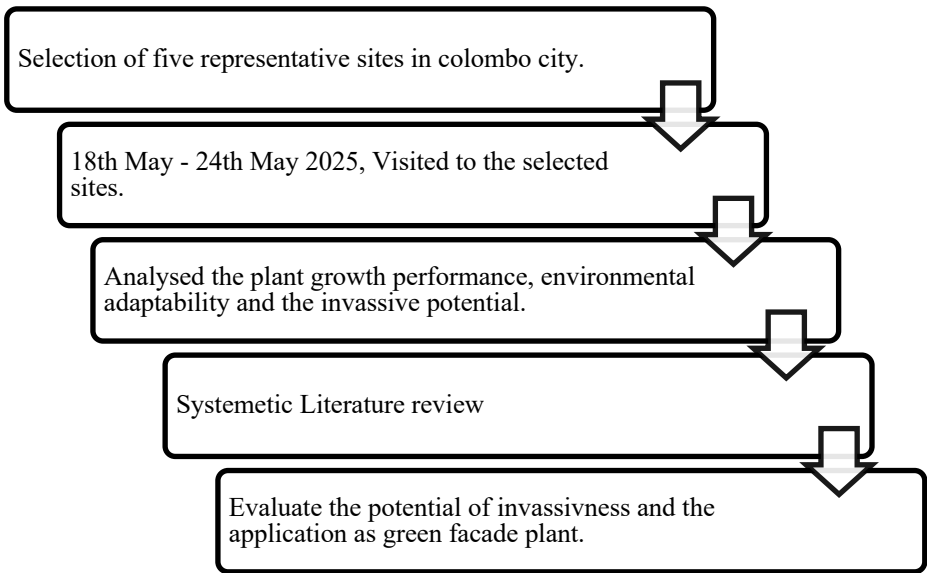 Selection of five representative sites in colombo city.
18th May - 24th May 2025, Visited to the selected
sites.
Analysed the plant growth performance, environmental
adaptability and the invassive potential.
Systemetic Literature review
Evaluate the potential of invassivness and the
application as green facade plant.